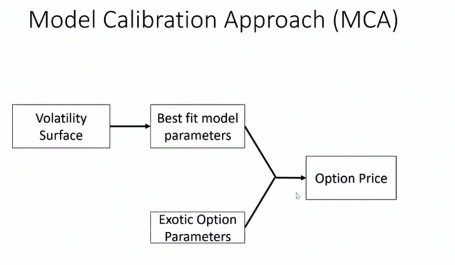 Model Calibration Approach (MCA)
Volatility
Surface
Best fit model
parameters
Option Price
Exotic Option
Parameters